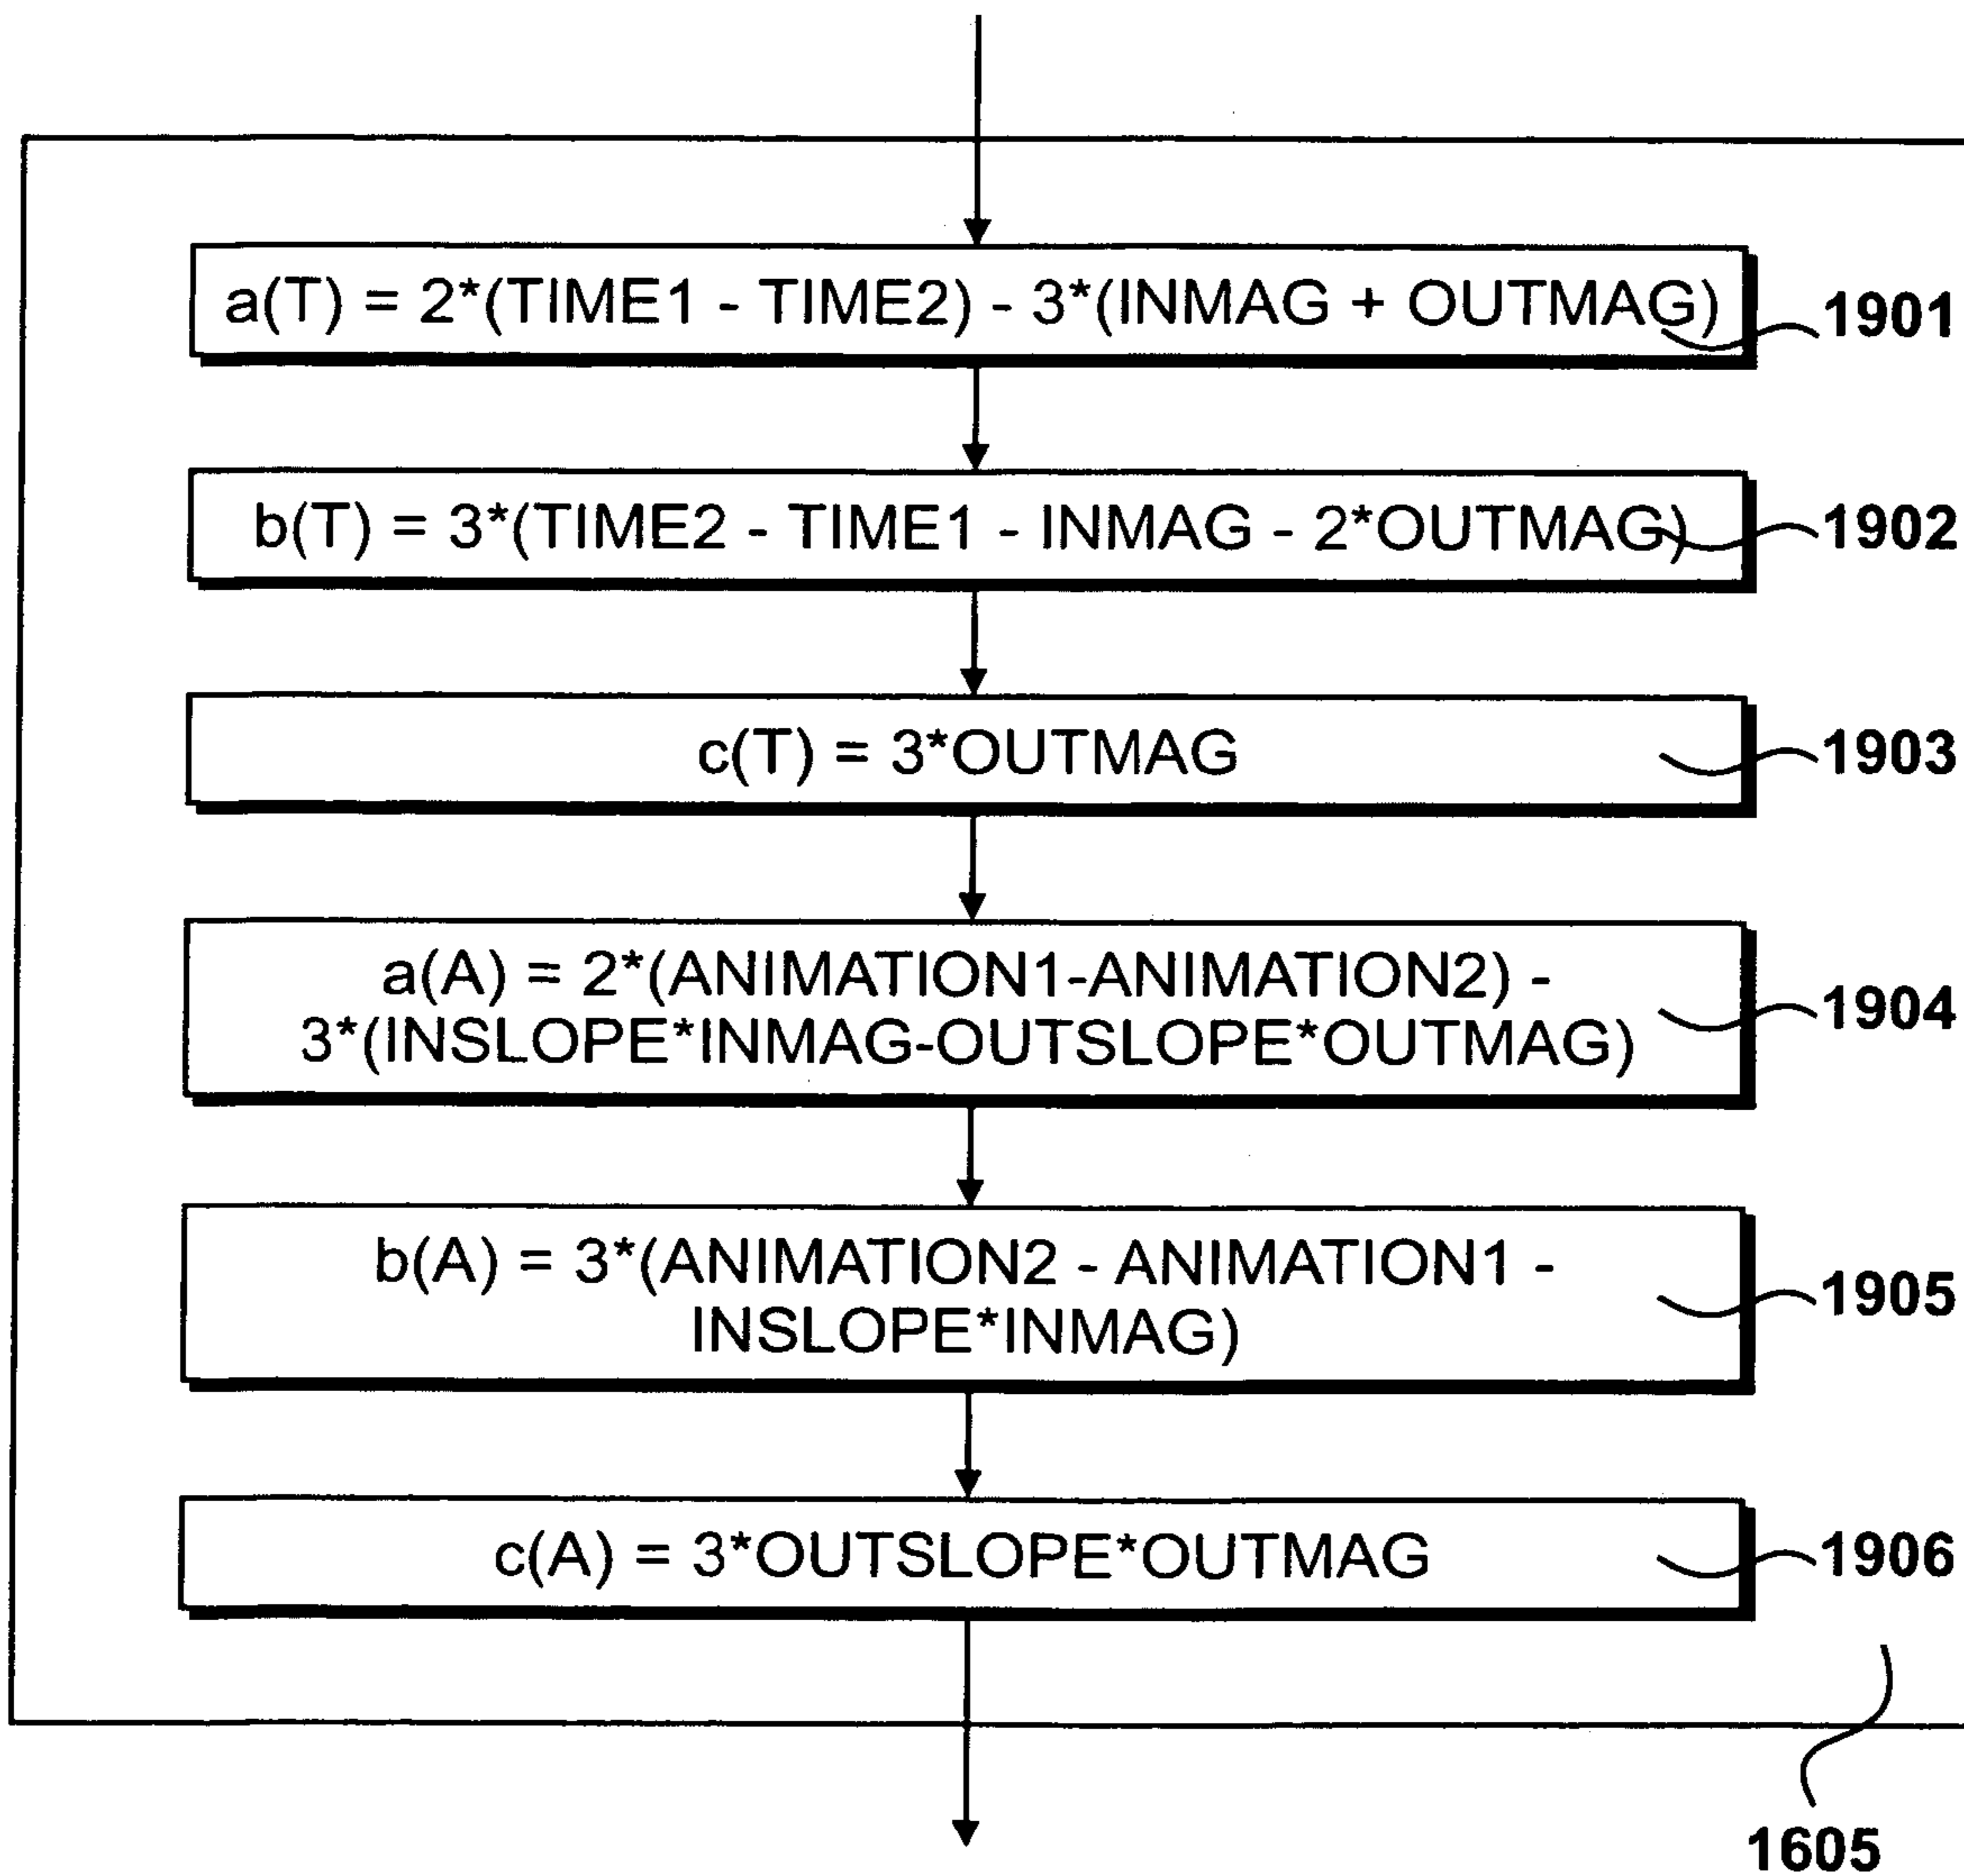 a(T) = 2*(TIME1 - TIME2) - 3*(INMAG + OUTMAG)
1901
b(T) = 3*(TIME2 - TIME1 - INMAG - 2*OUTMAG)
1902
c(T) = 3*OUTMAG
1903
a(A) = 2*(ANIMATION1-ANIMATION2) -
3*(INSLOPE*INMAG-OUTSLOPE*OUTMAG)
1904
b(A) = 3*(ANIMATION2 - ANIMATION1 -
INSLOPE*INMAG)
1905
c(A) = 3*OUTSLOPE*OUTMAG
1906
1605